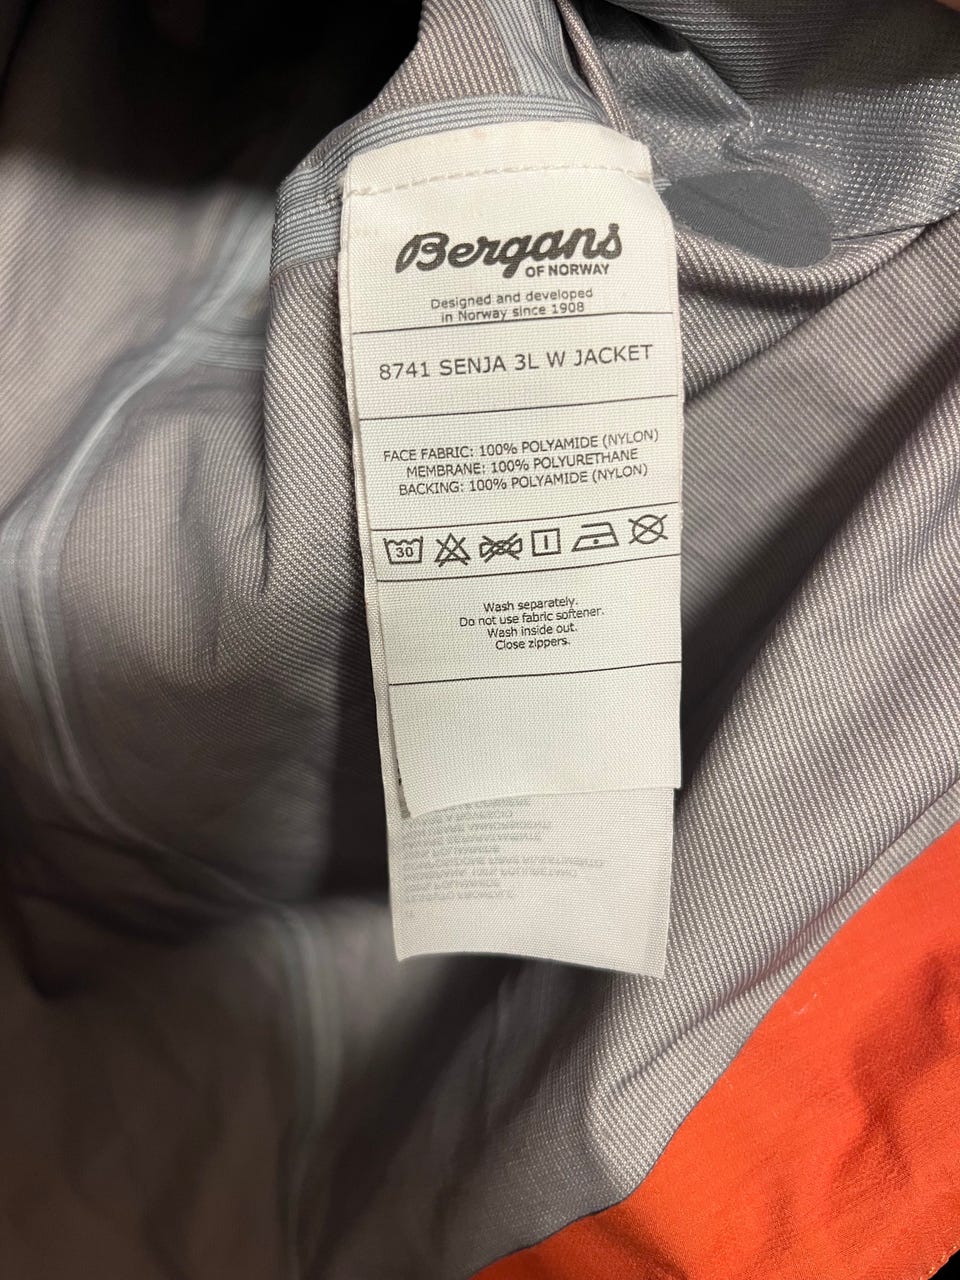 Bergans
OF NORWAY
Designed and developed
in Norway since 1908
8741 SENJA 3L W JACKET
FACE FABRIC: 100% POLYAMIDE (NYLON)
MEMBRANE: 100% POLYURETHANE
BACKING: 100% POLYAMIDE (NYLON)
30
Wash separately.
Do not use fabric softener.
Wash inside out.
Close zippers.